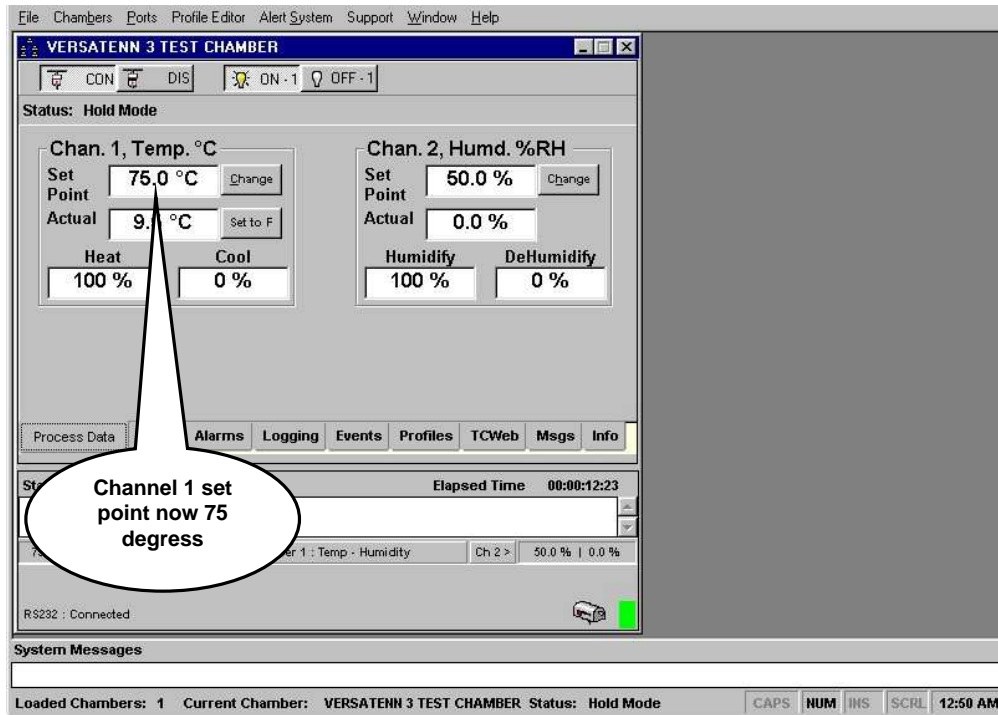 File Chambers Ports Profile Editor Alert System Support Window Help
VERSATENN 3 TEST CHAMBER
CON DIS ON - 1 OFF - 1
Status: Hold Mode
Chan. 1, Temp. °C
Set Point 75.0 °C Change
Actual °C Set to F
Heat Cool
100 % 0 %
Chan. 2, Humd. %RH
Set Point 50.0 % Change
Actual 0.0 %
Humidify DeHumidify
100 % 0 %
Process Data Alarms Logging Events Profiles TCWeb Msgs Info
Channel 1 set
point now 75
degress
Elapsed Time 00:00:12:23
1 : Temp - Humidity Ch 2 > 50.0 % | 0.0 %
RS232 : Connected
System Messages
Loaded Chambers: 1 Current Chamber: VERSATENN 3 TEST CHAMBER Status: Hold Mode CAPS NUM INS SCRL 12:50 AM